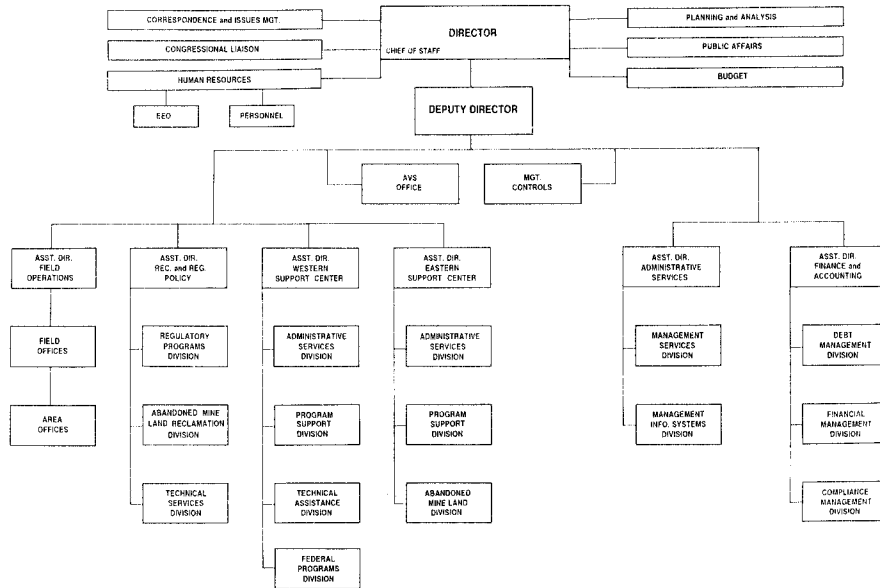 CORRESPONDENCE and ISSUES MGT.
DIRECTOR
PLANNING and ANALYSIS
CONGRESSIONAL LIAISON
CHIEF OF STAFF
PUBLIC AFFAIRS
HUMAN RESOURCES
BUDGET
EEO
PERSONNEL
DEPUTY DIRECTOR
AVS
OFFICE
MGT.
CONTROLS
ASST. DIR.
FIELD
OPERATIONS
ASST. DIR.
REC. and REG.
POLICY
ASST. DIR.
WESTERN
SUPPORT CENTER
ASST. DIR.
EASTERN
SUPPORT CENTER
ASST. DIR.
ADMINISTRATIVE
SERVICES
ASST. DIR.
FINANCE and
ACCOUNTING
FIELD
OFFICES
REGULATORY
PROGRAMS
DIVISION
ADMINISTRATIVE
SERVICES
DIVISION
ADMINISTRATIVE
SERVICES
DIVISION
MANAGEMENT
SERVICES
DIVISION
DEBT
MANAGEMENT
DIVISION
AREA
OFFICES
ABANDONED MINE
LAND RECLAMATION
DIVISION
PROGRAM
SUPPORT
DIVISION
PROGRAM
SUPPORT
DIVISION
MANAGEMENT
INFO. SYSTEMS
DIVISION
FINANCIAL
MANAGEMENT
DIVISION
TECHNICAL
SERVICES
DIVISION
TECHNICAL
ASSISTANCE
DIVISION
ABANDONED
MINE LAND
DIVISION
COMPLIANCE
MANAGEMENT
DIVISION
FEDERAL
PROGRAMS
DIVISION